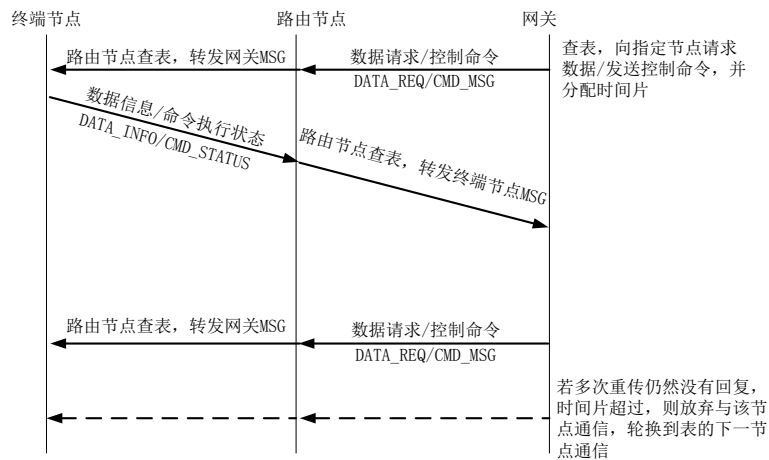 终端节点
路由节点
网关
路由节点查表，转发网关MSG
数据请求/控制命令
DATA_REQ/CMD_MSG
查表，向指定节点请求
数据/发送控制命令，并
分配时间片
数据信息/命令执行状态
DATA_INFO/CMD_STATUS
路由节点查表，转发终端节点MSG
路由节点查表，转发网关MSG
数据请求/控制命令
DATA_REQ/CMD_MSG
若多次重传仍然没有回复，
时间片超过，则放弃与该节
点通信，轮换到表的下一节
点通信